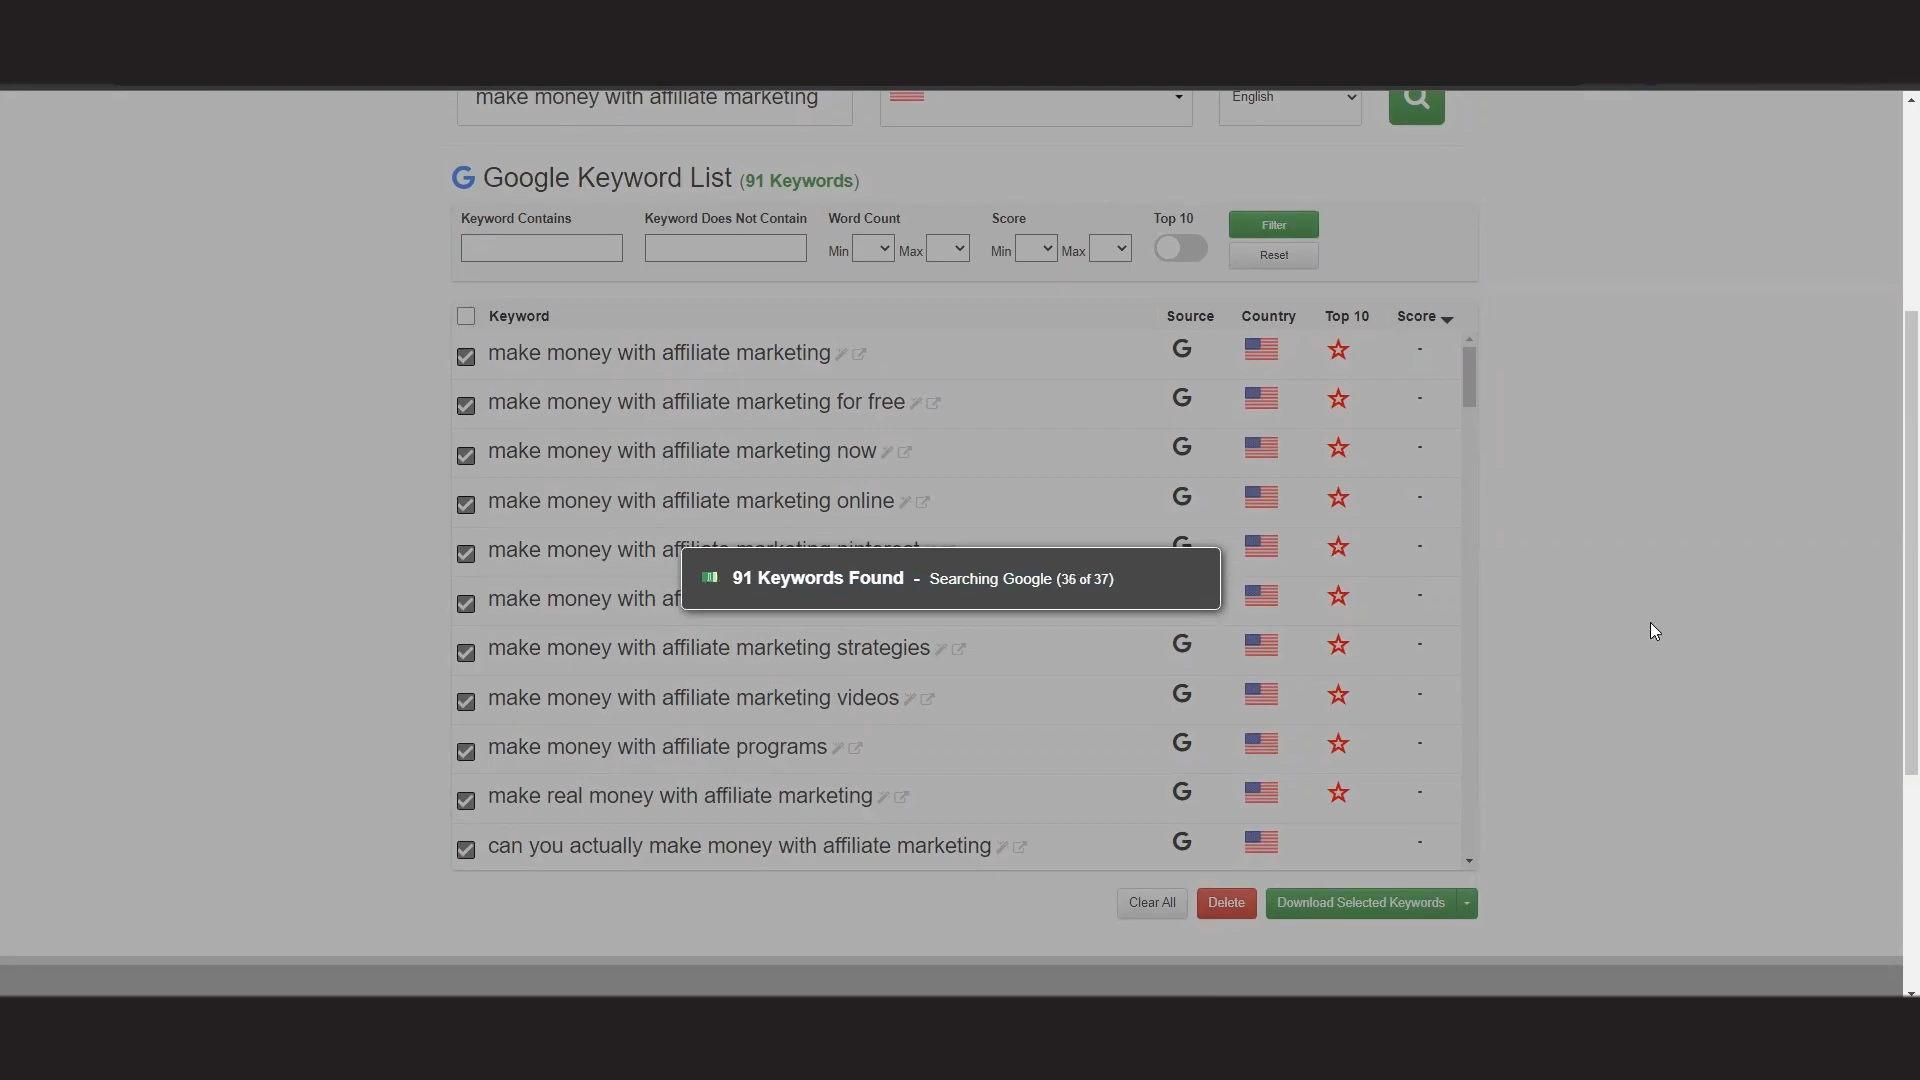 make money with affiliate marketing
English
Google Keyword List (91 Keywords)
Keyword Contains
Keyword Does Not Contain
Word Count
Score
Top 10
Min
Max
Min
Max
Filter
Reset
Keyword
Source
Country
Top 10
Score
make money with affiliate marketing
G
-
make money with affiliate marketing for free
G
-
make money with affiliate marketing now
G
-
make money with affiliate marketing online
G
-
make money with affiliate marketing pinterest
G
-
make money with af
-
91 Keywords Found - Searching Google (36 of 37)
make money with affiliate marketing strategies
G
-
make money with affiliate marketing videos
G
-
make money with affiliate programs
G
-
make real money with affiliate marketing
G
-
can you actually make money with affiliate marketing
G
-
Clear All
Delete
Download Selected Keywords